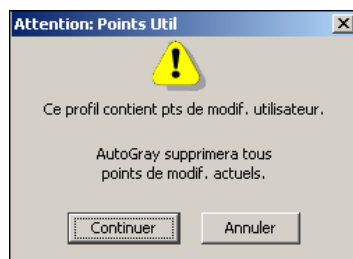 Attention: Points Util
Ce profil contient pts de modif. utilisateur.
AutoGray supprimera tous
points de modif. actuels.
Continuer
Annuler